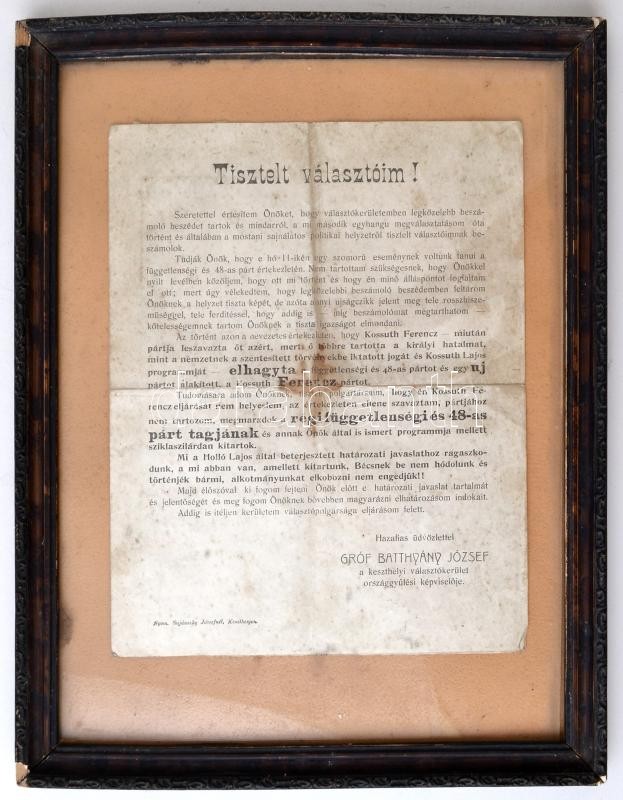 Tisztelt választóim!
Szeretettel értesitem Önöket, hogy választókerületemben legközelebb beszá-
moló beszédet tartok és mindarról, a mi második egyhangu megválasztatásom óta
történt és általában a mostani sajnálatos politikai helyzetről tisztelt választóimnak be-
számolok.
Tudják Önök, hogy e hó 11-ikén egy szomorú eseménynek voltunk tanui a
függetlenségi és 48-as párt értekezletén. Nem tartottam szükségesnek, hogy Önökkel
nyilt levélben közöljem, hogy ott mi történt és hogy én minő álláspontot foglaltam
el ott; mert úgy vélekedtem, hogy legközelebbi beszámoló beszédemben feltárom
Önöknek a helyzet tiszta képét, de azóta annyi ujságczikk jelent meg tele rosszhisze-
müséggel, tele ferditéssel, hogy addig is — mig beszámolómat megtarthatom —
kötelességemnek tartom Önökpek a tiszta igazságot elmondani.
Az történt azon a nevezetes értekezleten, hogy Kossuth Ferencz — miután
pártja leszavazta őt azért, mert ő többre tartotta a királyi hatalmat,
mint a nemzetnek a szentesitett törvényekbe iktatott jogát és Kossuth Lajos
programmját — elhagyta a függetlenségi és 48-as pártot és egy uj
pártot alakitott, a Kossuth Ferencz pártot.
Tudomására adom Önöknek polgártársaim, hogy én Kossuth Fe-
rencz eljárását nem helyeslem, az értekezleten ellene szavaztam, pártjához
nem tartozom, megmaradok a régi függetlenségi és 48-as
párt tagjának és annak Önök által is ismert programmja mellett
sziklaszilárdan kitartok.
Mi a Holló Lajos által beterjesztett határozati javaslathoz ragaszko-
dunk, a mi abban van, amellett kitartunk, Bécsnek be nem hódolunk és
történjék bármi, alkotmányunkat elkobozni nem engedjük!!
Majd élőszóval ki fogom fejteni Önök előtt e határozati javaslat tartalmát
és jelentőségét és meg fogom Önöknek bővebben magyarázni elhatározásom indokait.
Addig is itéljen kerületem választópolgársága eljárásom felett.
Hazafias üdvözlettel
GRÓF BATTHYÁNY JÓZSEF
a keszthelyi választókerület
országgyülési képviselője.
Nyom. Sujánszky Józsefnél, Keszthelyen.